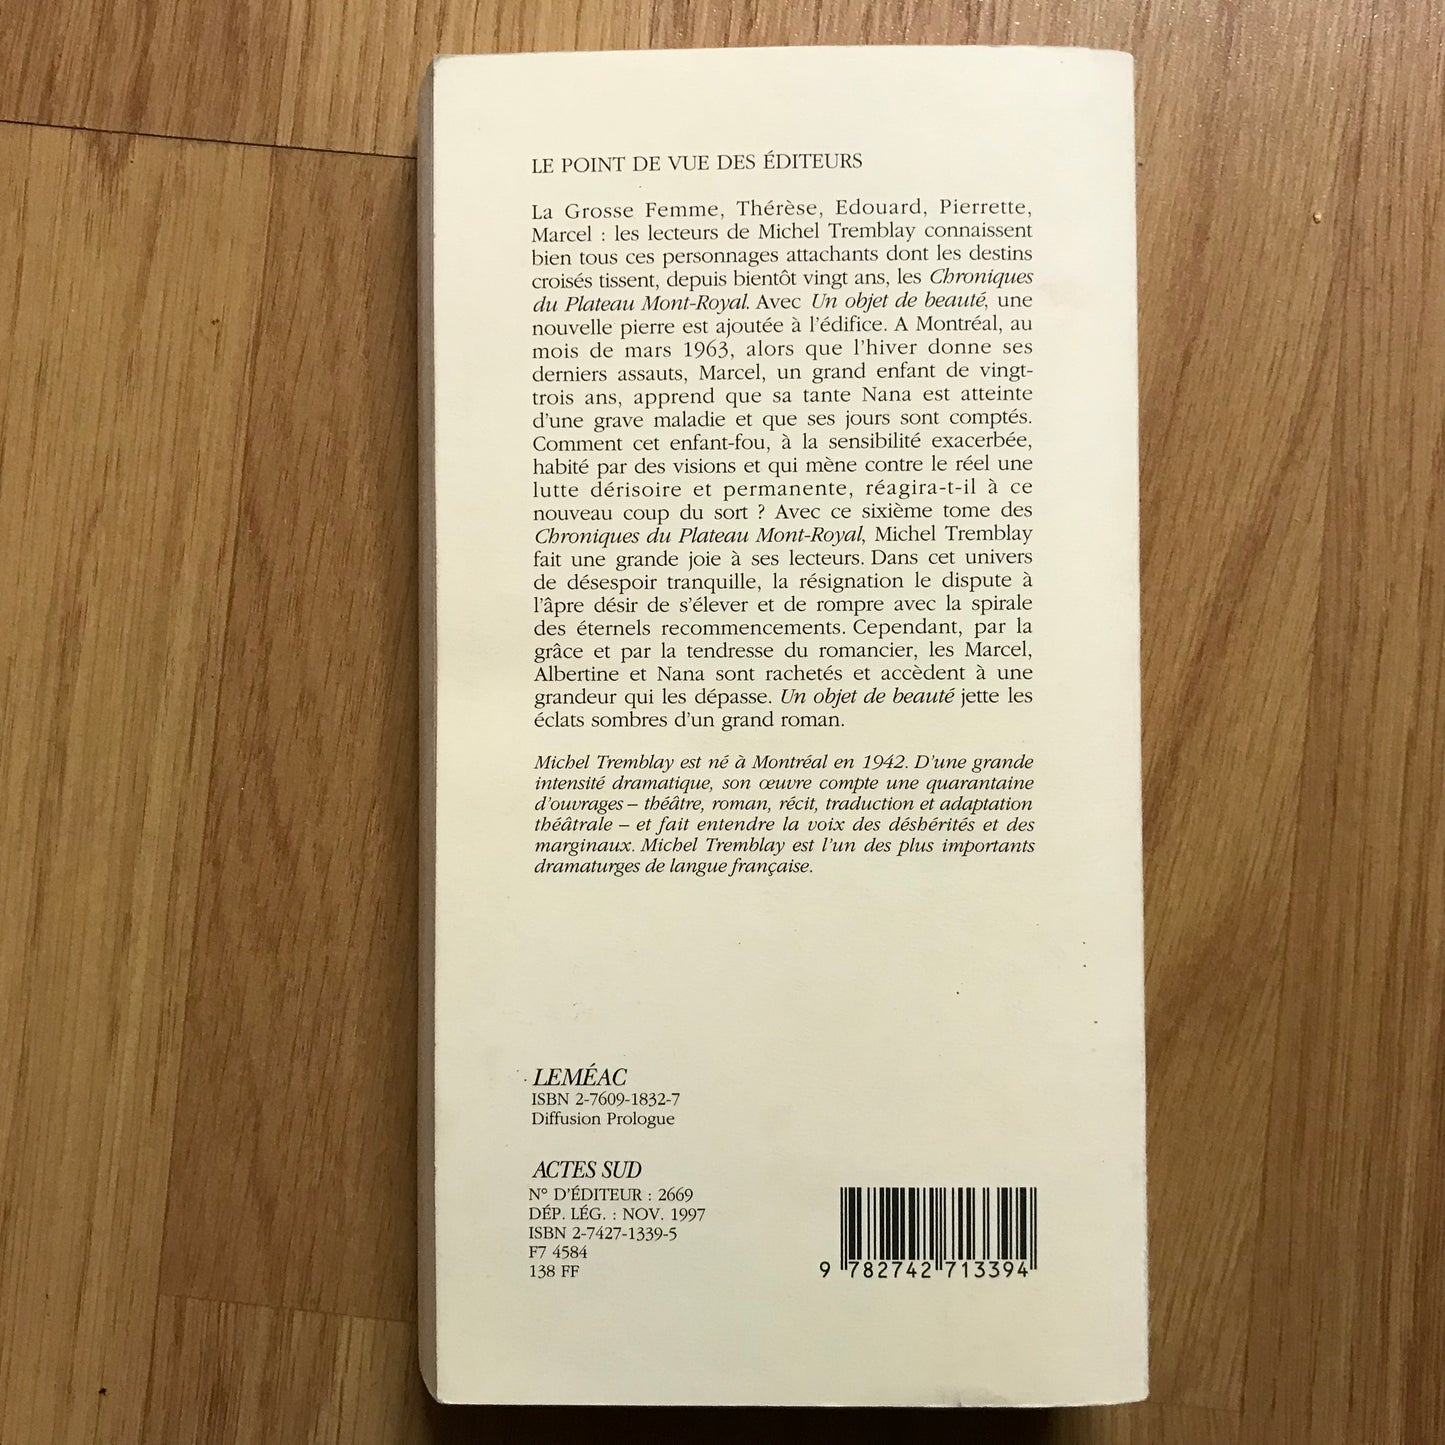 LE POINT DE VUE DES ÉDITEURS
La Grosse Femme, Thérèse, Edouard, Pierrette,
Marcel : les lecteurs de Michel Tremblay connaissent
bien tous ces personnages attachants dont les destins
croisés tissent, depuis bientôt vingt ans, les Chroniques
du Plateau Mont-Royal. Avec Un objet de beauté, une
nouvelle pierre est ajoutée à l'édifice. A Montréal, au
mois de mars 1963, alors que l'hiver donne ses
derniers assauts, Marcel, un grand enfant de vingt-
trois ans, apprend que sa tante Nana est atteinte
d'une grave maladie et que ses jours sont comptés.
Comment cet enfant-fou, à la sensibilité exacerbée,
habité par des visions et qui mène contre le réel une
lutte dérisoire et permanente, réagira-t-il à ce
nouveau coup du sort ? Avec ce sixième tome des
Chroniques du Plateau Mont-Royal, Michel Tremblay
fait une grande joie à ses lecteurs. Dans cet univers
de désespoir tranquille, la résignation le dispute à
l'âpre désir de s'élever et de rompre avec la spirale
des éternels recommencements. Cependant, par la
grâce et par la tendresse du romancier, les Marcel,
Albertine et Nana sont rachetés et accèdent à une
grandeur qui les dépasse. Un objet de beauté jette les
éclats sombres d'un grand roman.
Michel Tremblay est né à Montréal en 1942. D'une grande
intensité dramatique, son œuvre compte une quarantaine
d'ouvrages – théâtre, roman, récit, traduction et adaptation
théâtrale – et fait entendre la voix des déshérités et des
marginaux. Michel Tremblay est l'un des plus importants
dramaturges de langue française.
LEMÉAC
ISBN 2-7609-1832-7
Diffusion Prologue
ACTES SUD
N° D'ÉDITEUR : 2669
DÉP. LÉG. : NOV. 1997
ISBN 2-7427-1339-5
F7 4584
138 FF
9 782742 713394